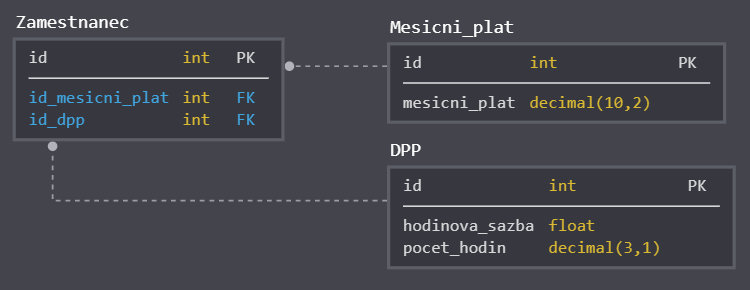 Zamestnanec
id int PK
id_mesicni_plat int FK
id_dpp int FK
Mesicni_plat
id int PK
mesicni_plat decimal(10,2)
DPP
id int PK
hodinova_sazba float
pocet_hodin decimal(3,1)